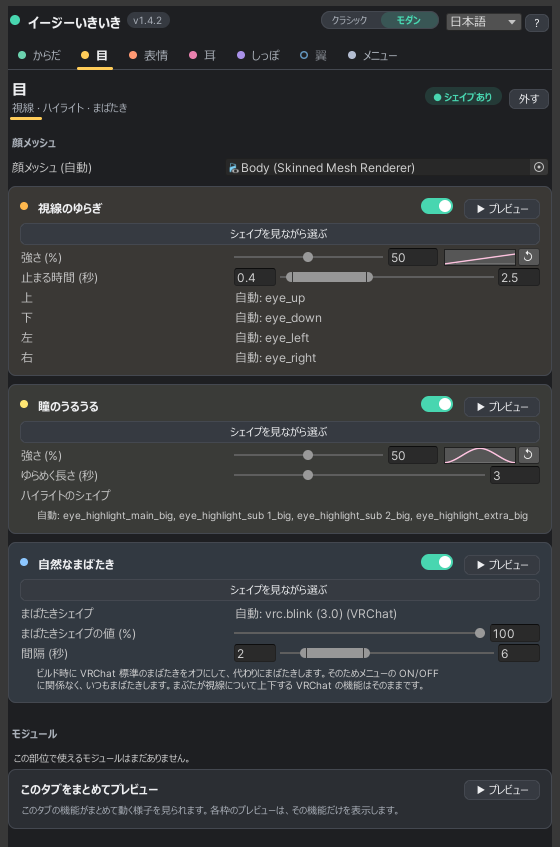 イージーいきいき v1.4.2 クラシック モダン 日本語 ?
からだ 目 表情 耳 しっぽ 翼 メニュー
目
視線・ハイライト・まばたき
シェイプあり 外す
顔メッシュ
顔メッシュ (自動) Body (Skinned Mesh Renderer)
視線のゆらぎ ▶ プレビュー
シェイプを見ながら選ぶ
強さ (%) 50
止まる時間 (秒) 0.4 2.5
上 自動: eye_up
下 自動: eye_down
左 自動: eye_left
右 自動: eye_right
瞳のうるうる ▶ プレビュー
シェイプを見ながら選ぶ
強さ (%) 50
ゆらめく長さ (秒) 3
ハイライトのシェイプ
自動: eye_highlight_main_big, eye_highlight_sub 1_big, eye_highlight_sub 2_big, eye_highlight_extra_big
自然なまばたき ▶ プレビュー
シェイプを見ながら選ぶ
まばたきシェイプ 自動: vrc.blink (3.0) (VRChat)
まばたきシェイプの値 (%) 100
間隔 (秒) 2 6
ビルド時に VRChat 標準のまばたきをオフにして、代わりにまばたきします。そのためメニューの ON/OFF
に関係なく、いつもまばたきします。まぶたが視線について上下する VRChat の機能はそのままです。
モジュール
この部位で使えるモジュールはまだありません。
このタブをまとめてプレビュー ▶ プレビュー
このタブの機能がまとめて動く様子を見られます。各枠のプレビューは、その機能だけを表示します。